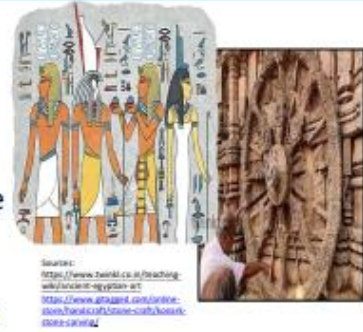 e
Sources:
https://www.twinkl.co.in/teaching-
wiki/ancient-egyptian-art
https://www.gitagged.com/online-
store/handicraft/stone-craft/konark-
stone-carving/